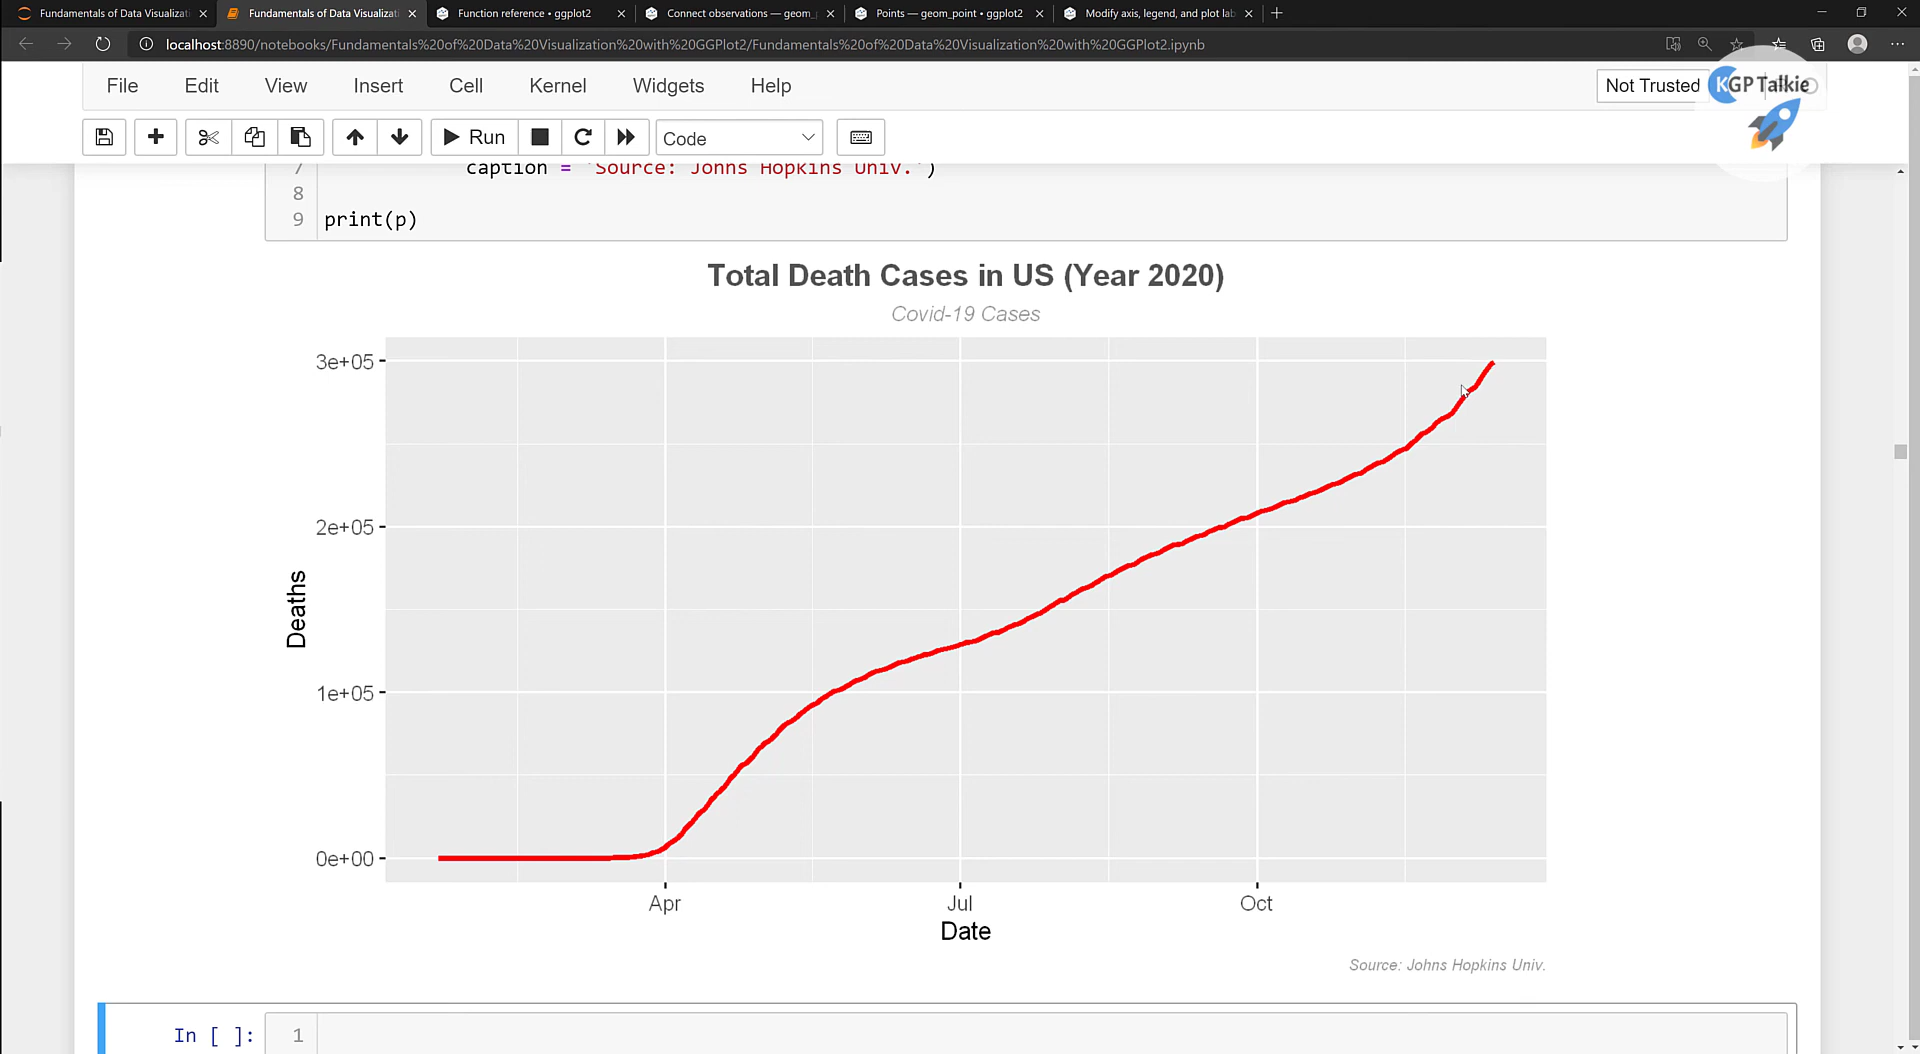 Fundamentals of Data Visualizati
Fundamentals of Data Visualizati
Function reference • ggplot2
Connect observations — geom_
Points — geom_point • ggplot2
Modify axis, legend, and plot lab
localhost:8890/notebooks/Fundamentals%20of%20Data%20Visualization%20with%20GGPlot2/Fundamentals%20of%20Data%20Visualization%20with%20GGPlot2.ipynb
File Edit View Insert Cell Kernel Widgets Help
Not Trusted
KGP Talkie
Run
Code
7 caption = 'Source: Johns Hopkins Univ.')
8
9 print(p)
Total Death Cases in US (Year 2020)
Covid-19 Cases
3e+05
2e+05
1e+05
0e+00
Deaths
Apr Jul Oct
Date
Source: Johns Hopkins Univ.
In [ ]: 1